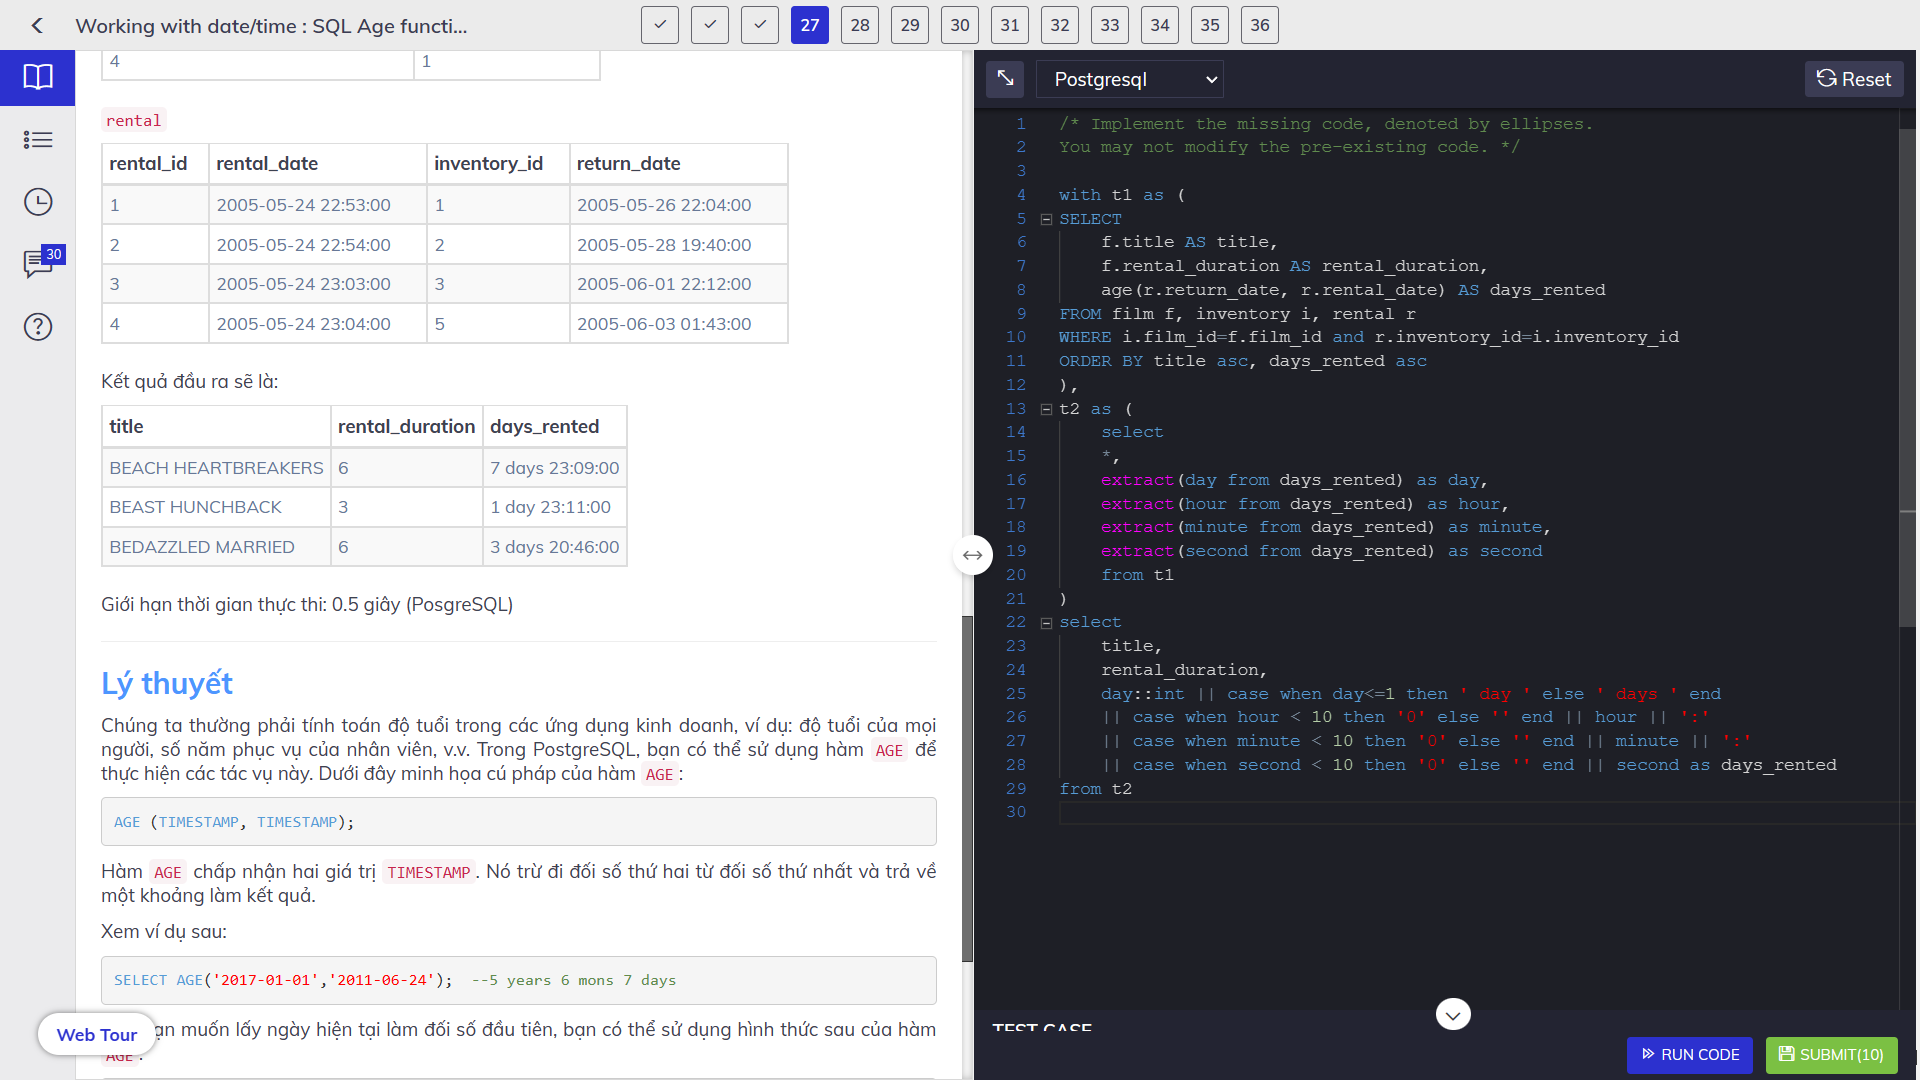 Working with date/time : SQL Age functi...
27 28 29 30 31 32 33 34 35 36
4 1
rental
rental_id rental_date inventory_id return_date
1 2005-05-24 22:53:00 1 2005-05-26 22:04:00
2 2005-05-24 22:54:00 2 2005-05-28 19:40:00
3 2005-05-24 23:03:00 3 2005-06-01 22:12:00
4 2005-05-24 23:04:00 5 2005-06-03 01:43:00
30
Kết quả đầu ra sẽ là:
title rental_duration days_rented
BEACH HEARTBREAKERS 6 7 days 23:09:00
BEAST HUNCHBACK 3 1 day 23:11:00
BEDAZZLED MARRIED 6 3 days 20:46:00
Giới hạn thời gian thực thi: 0.5 giây (PosgreSQL)
Lý thuyết
Chúng ta thường phải tính toán độ tuổi trong các ứng dụng kinh doanh, ví dụ: độ tuổi của mọi
người, số năm phục vụ của nhân viên, v.v. Trong PostgreSQL, bạn có thể sử dụng hàm AGE để
thực hiện các tác vụ này. Dưới đây minh họa cú pháp của hàm AGE:
AGE (TIMESTAMP, TIMESTAMP);
Hàm AGE chấp nhận hai giá trị TIMESTAMP. Nó trừ đi đối số thứ hai từ đối số thứ nhất và trả về
một khoảng làm kết quả.
Xem ví dụ sau:
SELECT AGE('2017-01-01','2011-06-24');  --5 years 6 mons 7 days
muốn lấy ngày hiện tại làm đối số đầu tiên, bạn có thể sử dụng hình thức sau của hàm
AGE:
Web Tour
Postgresql
Reset
1 /* Implement the missing code, denoted by ellipses.
2 You may not modify the pre-existing code. */
3
4 with t1 as (
5 SELECT
6     f.title AS title,
7     f.rental_duration AS rental_duration,
8     age(r.return_date, r.rental_date) AS days_rented
9 FROM film f, inventory i, rental r
10 WHERE i.film_id=f.film_id and r.inventory_id=i.inventory_id
11 ORDER BY title asc, days_rented asc
12 ),
13 t2 as (
14     select
15     *,
16     extract(day from days_rented) as day,
17     extract(hour from days_rented) as hour,
18     extract(minute from days_rented) as minute,
19     extract(second from days_rented) as second
20     from t1
21 )
22 select
23     title,
24     rental_duration,
25     day::int || case when day<=1 then ' day ' else ' days ' end
26     || case when hour < 10 then '0' else '' end || hour || ':'
27     || case when minute < 10 then '0' else '' end || minute || ':'
28     || case when second < 10 then '0' else '' end || second as days_rented
29 from t2
30
TEST CASE
RUN CODE
SUBMIT(10)